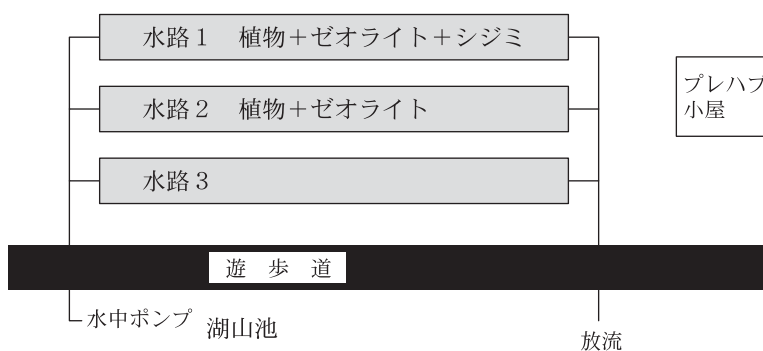 水路1　植物＋ゼオライト＋シジミ
水路2　植物＋ゼオライト
水路3
プレハブ
小屋
遊　歩　道
水中ポンプ
湖山池
放流